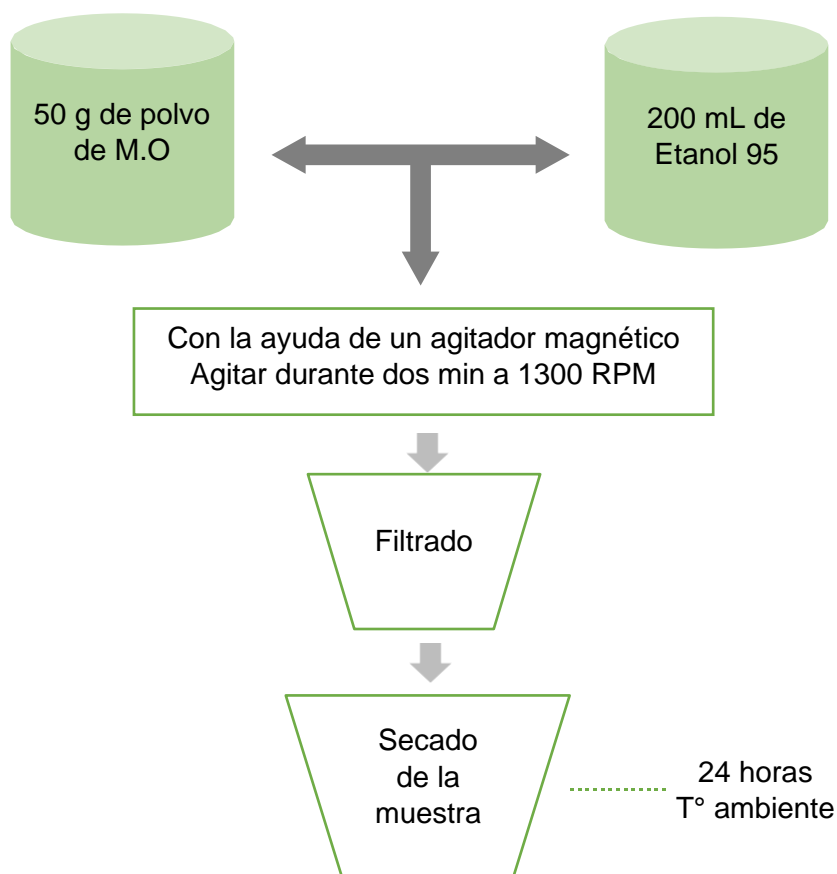 50 g de polvo
de M.O
200 mL de
Etanol 95
Con la ayuda de un agitador magnético
Agitar durante dos min a 1300 RPM
Filtrado
Secado
de la
muestra
24 horas
T° ambiente